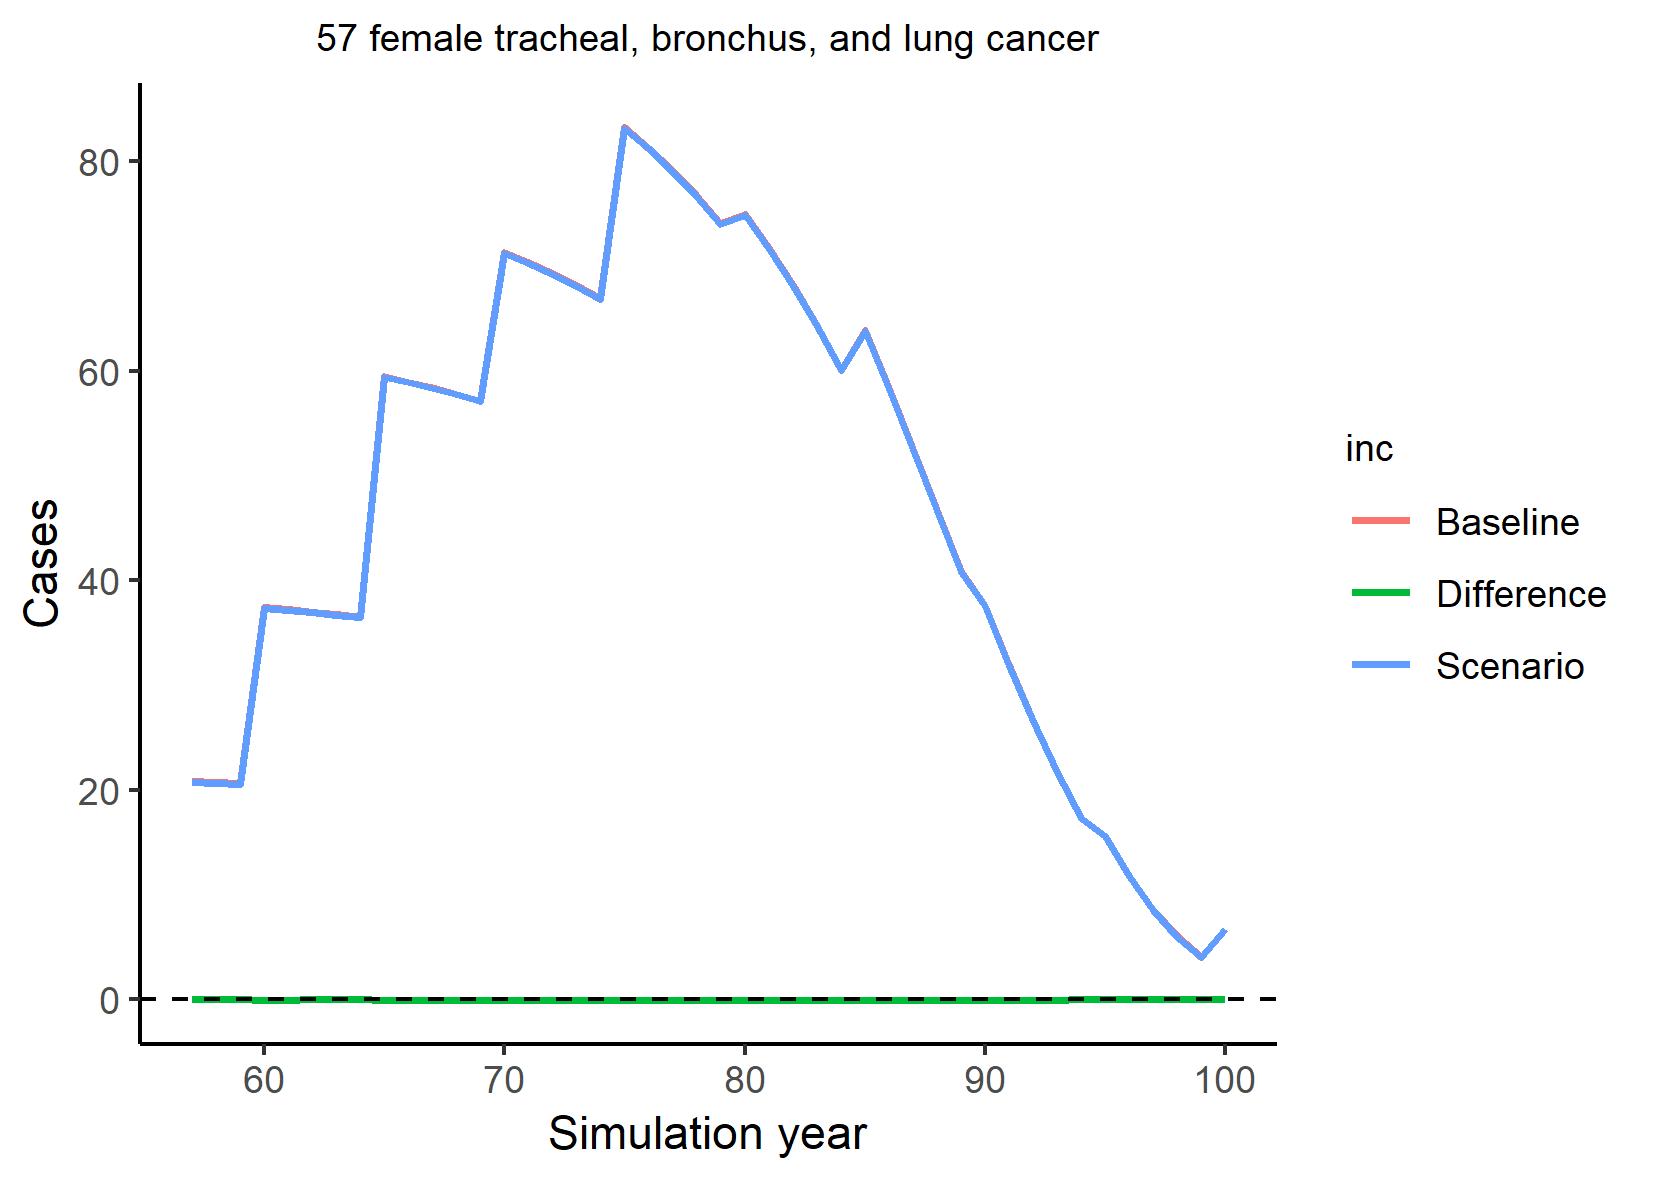 57 female tracheal, bronchus, and lung cancer
80
60
40
20
0
Cases
60 70 80 90 100
Simulation year
inc
Baseline
Difference
Scenario